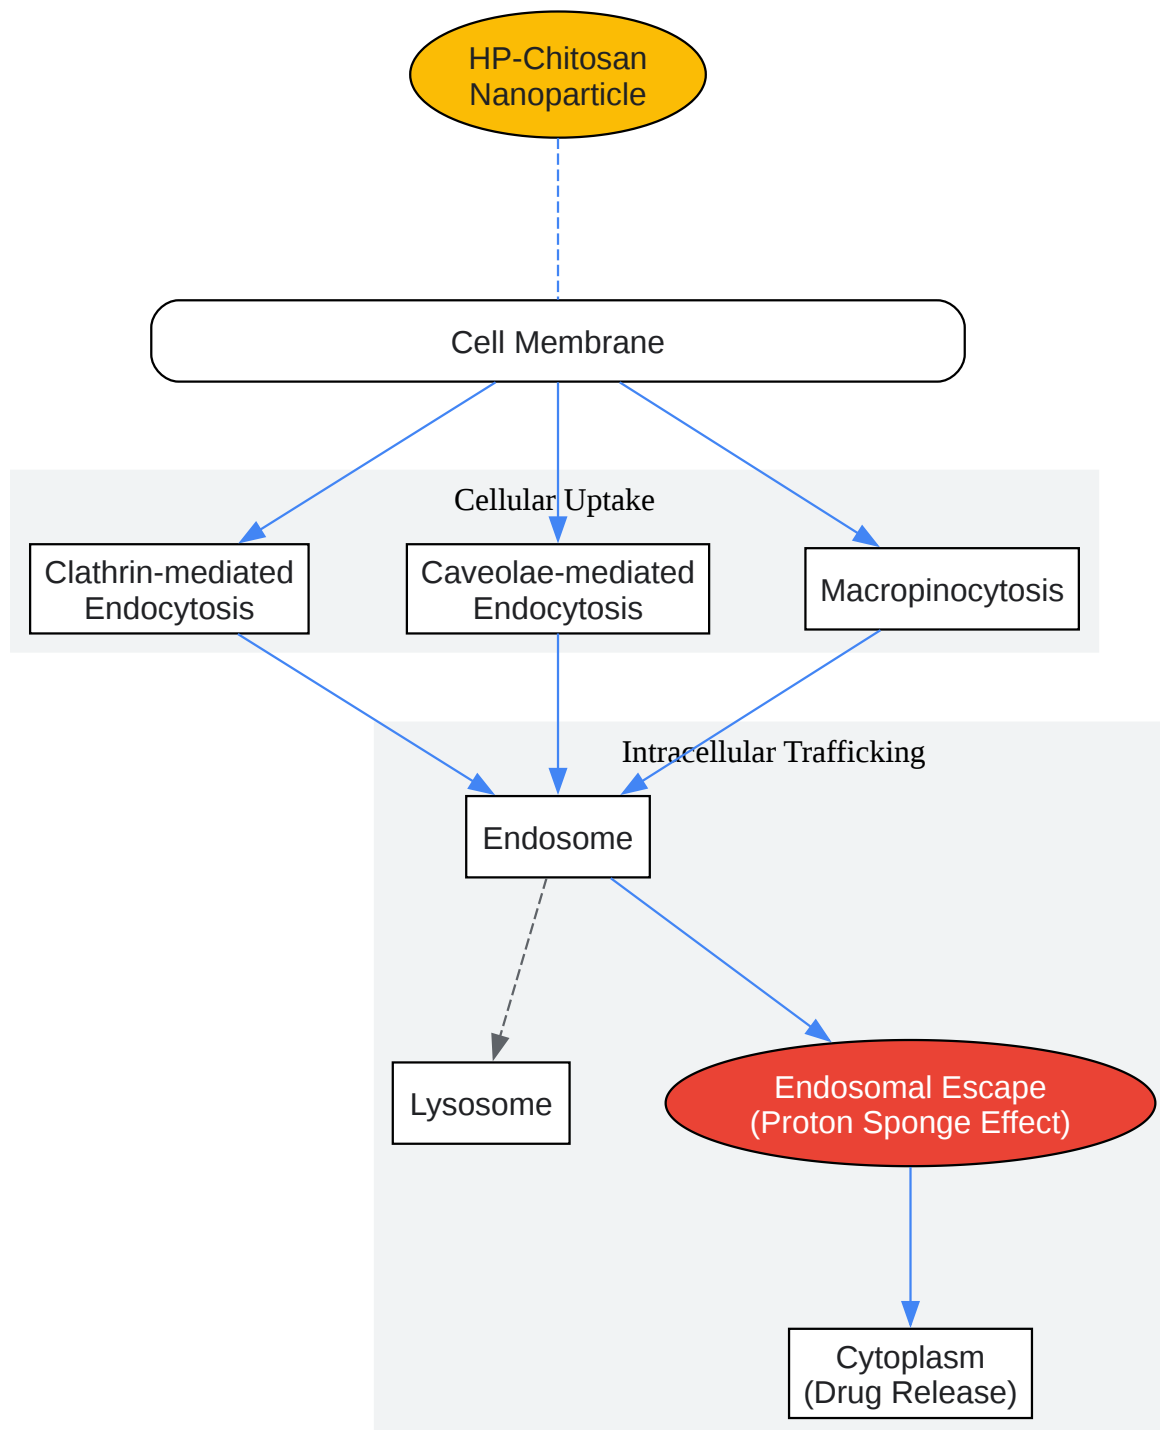 HP-Chitosan
Nanoparticle
Cell Membrane
Cellular Uptake
Clathrin-mediated
Endocytosis
Caveolae-mediated
Endocytosis
Macropinocytosis
Intracellular Trafficking
Endosome
Lysosome
Endosomal Escape
(Proton Sponge Effect)
Cytoplasm
(Drug Release)